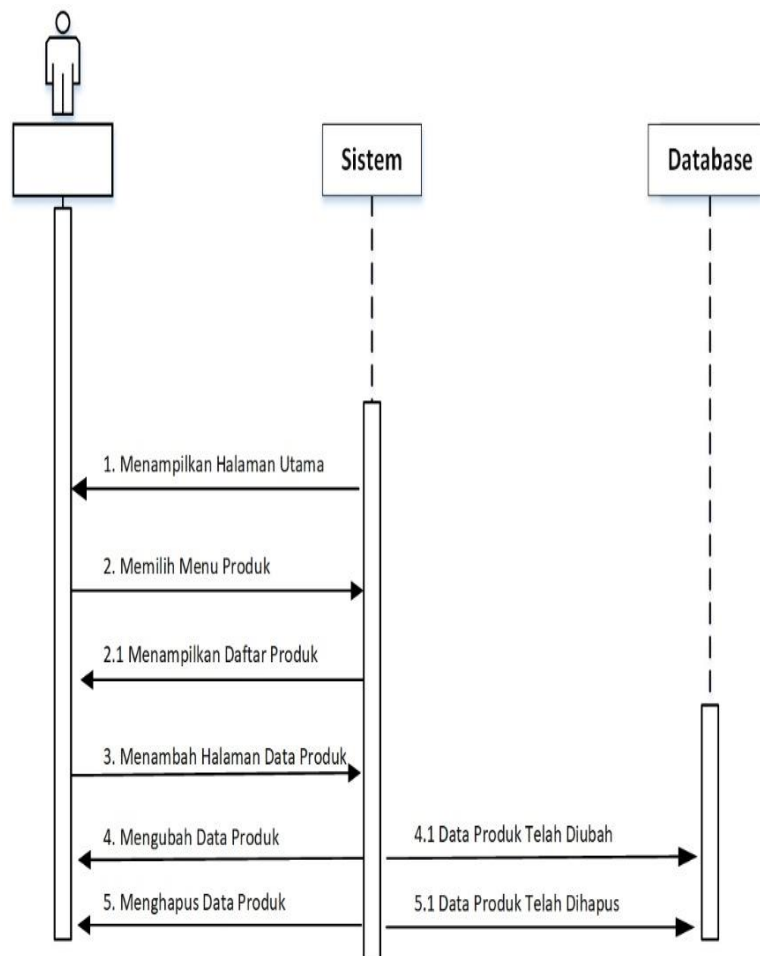 Sistem
Database
1. Menampilkan Halaman Utama
2. Memilih Menu Produk
2.1 Menampilkan Daftar Produk
3. Menambah Halaman Data Produk
4. Mengubah Data Produk
4.1 Data Produk Telah Diubah
5. Menghapus Data Produk
5.1 Data Produk Telah Dihapus